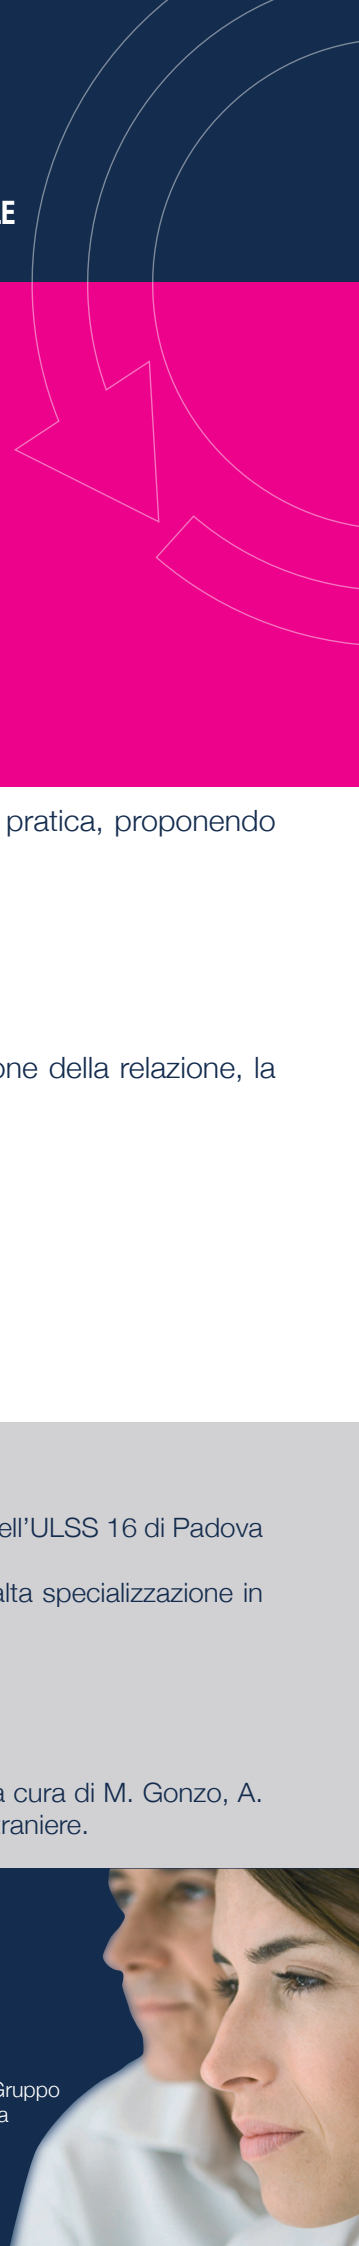 LE
pratica, proponendo
one della relazione, la
ell’ULSS 16 di Padova
alta specializzazione in
a cura di M. Gonzo, A.
raniere.
Gruppo
a